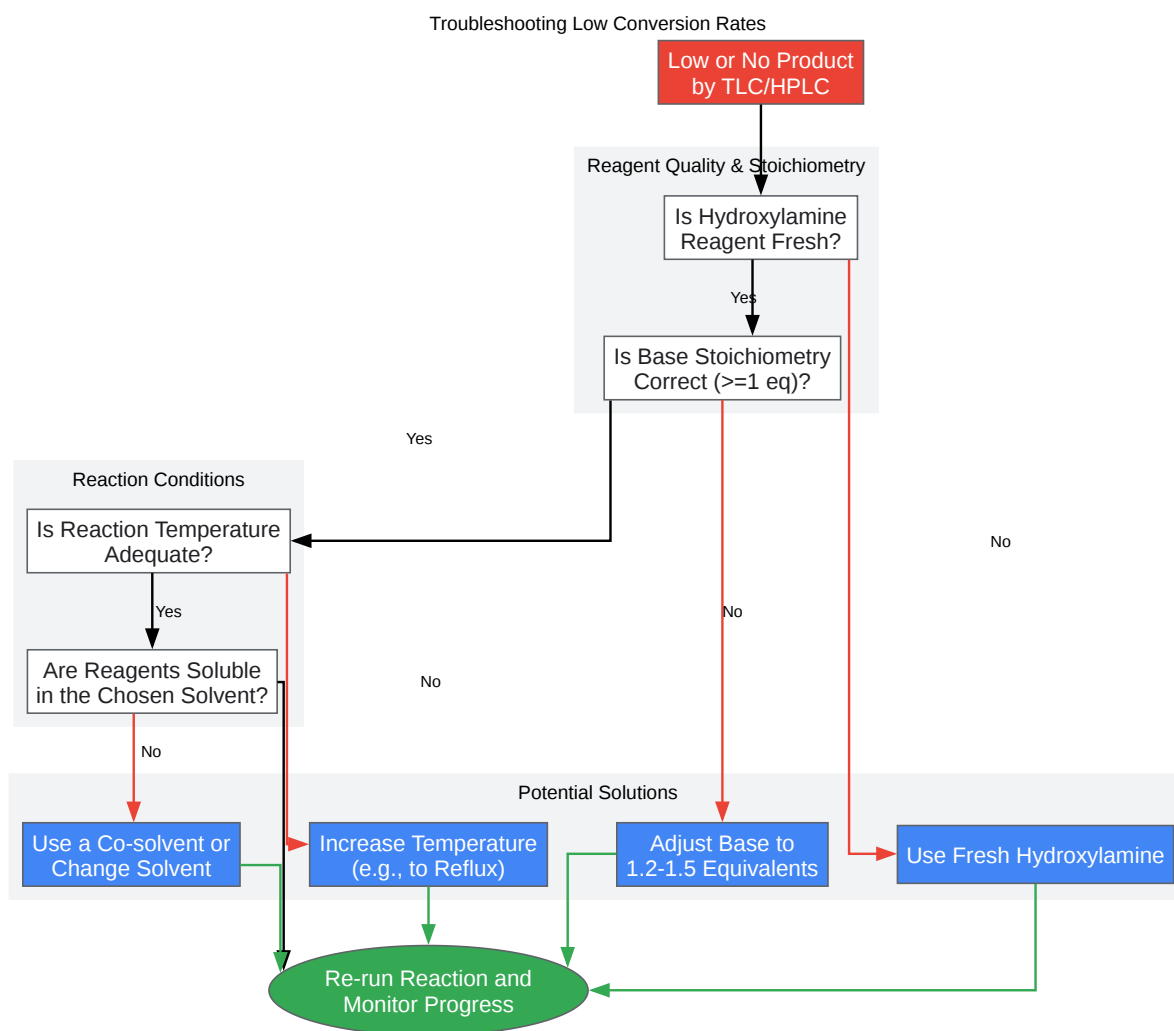 Troubleshooting Low Conversion Rates
Low or No Product
by TLC/HPLC
Reagent Quality & Stoichiometry
Is Hydroxylamine
Reagent Fresh?
Yes
Is Base Stoichiometry
Correct (>=1 eq)?
Yes
Reaction Conditions
Is Reaction Temperature
Adequate?
No
Yes
No
Are Reagents Soluble
in the Chosen Solvent?
No
No
Potential Solutions
Use a Co-solvent or
Change Solvent
Increase Temperature
(e.g., to Reflux)
Adjust Base to
1.2-1.5 Equivalents
Use Fresh Hydroxylamine
Re-run Reaction and
Monitor Progress